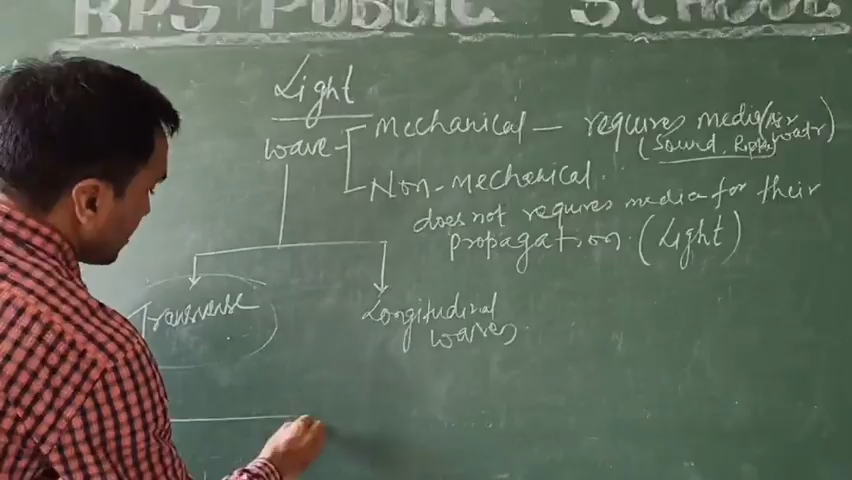 RPS PUBLIC SCHOOL
Light
wave
Mechanical — requires media (Air
water)
(Sound, Ripples)
Non-mechanical.
does not requires media for their
propagation. (Light)
Transverse
Longitudinal
waves